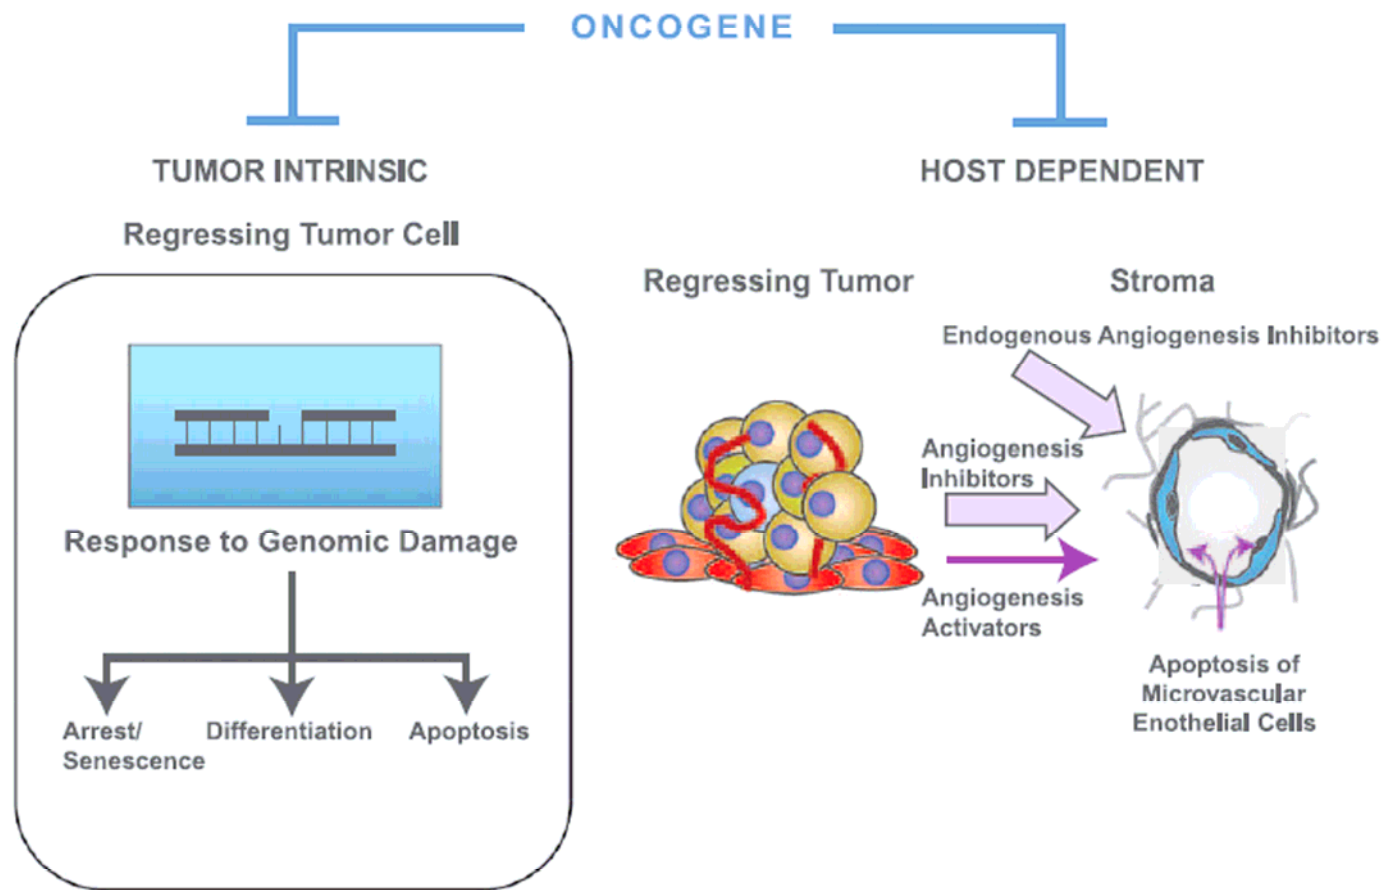 ONCOGENE
TUMOR INTRINSIC
Regressing Tumor Cell
Response to Genomic Damage
Arrest/
Senescence
Differentiation
Apoptosis
HOST DEPENDENT
Regressing Tumor
Stroma
Endogenous Angiogenesis Inhibitors
Angiogenesis
Inhibitors
Angiogenesis
Activators
Apoptosis of
Microvascular
Enothelial Cells